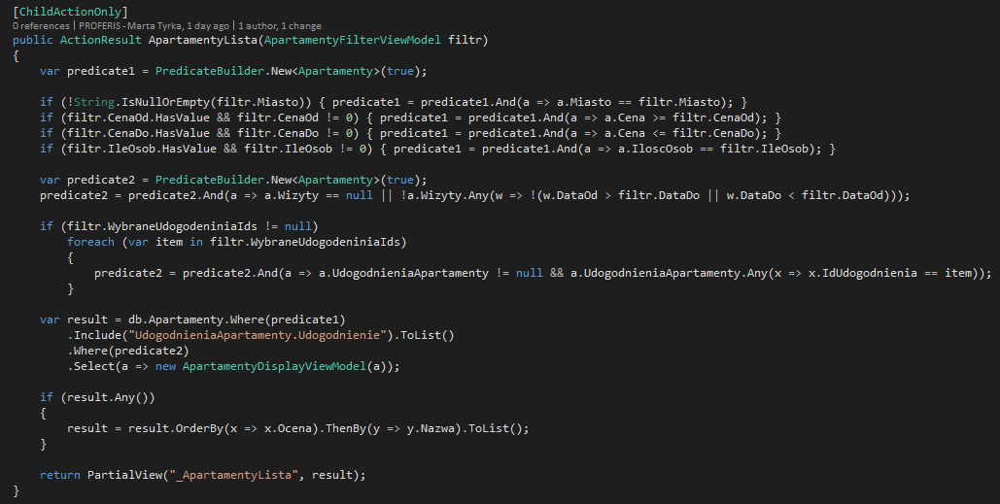 [ChildActionOnly]
0 references | PROFERIS - Marta Tyrka, 1 day ago | 1 author, 1 change
public ActionResult ApartamentyLista(ApartamentyFilterViewModel filtr)
{
    var predicate1 = PredicateBuilder.New<Apartamenty>(true);

    if (!String.IsNullOrEmpty(filtr.Miasto)) { predicate1 = predicate1.And(a => a.Miasto == filtr.Miasto); }
    if (filtr.CenaOd.HasValue && filtr.CenaOd != 0) { predicate1 = predicate1.And(a => a.Cena >= filtr.CenaOd); }
    if (filtr.CenaDo.HasValue && filtr.CenaDo != 0) { predicate1 = predicate1.And(a => a.Cena <= filtr.CenaDo); }
    if (filtr.IleOsob.HasValue && filtr.IleOsob != 0) { predicate1 = predicate1.And(a => a.IloscOsob == filtr.IleOsob); }

    var predicate2 = PredicateBuilder.New<Apartamenty>(true);
    predicate2 = predicate2.And(a => a.Wizyty == null || !a.Wizyty.Any(w => !(w.DataOd > filtr.DataDo || w.DataDo < filtr.DataOd)));

    if (filtr.WybraneUdogodeniniaIds != null)
        foreach (var item in filtr.WybraneUdogodeniniaIds)
        {
            predicate2 = predicate2.And(a => a.UdogodnieniaApartamenty != null && a.UdogodnieniaApartamenty.Any(x => x.IdUdogodnienia == item));
        }

    var result = db.Apartamenty.Where(predicate1)
        .Include("UdogodnieniaApartamenty.Udogodnienie").ToList()
        .Where(predicate2)
        .Select(a => new ApartamentyDisplayViewModel(a));

    if (result.Any())
    {
        result = result.OrderBy(x => x.Ocena).ThenBy(y => y.Nazwa).ToList();
    }

    return PartialView("_ApartamentyLista", result);
}